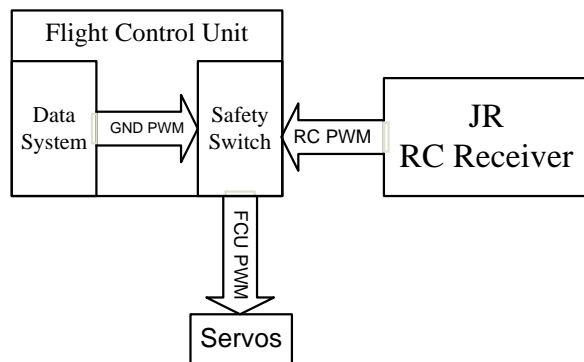 Flight Control Unit
Data
System
GND PWM
Safety
Switch
RC PWM
JR
RC Receiver
FCU PWM
Servos